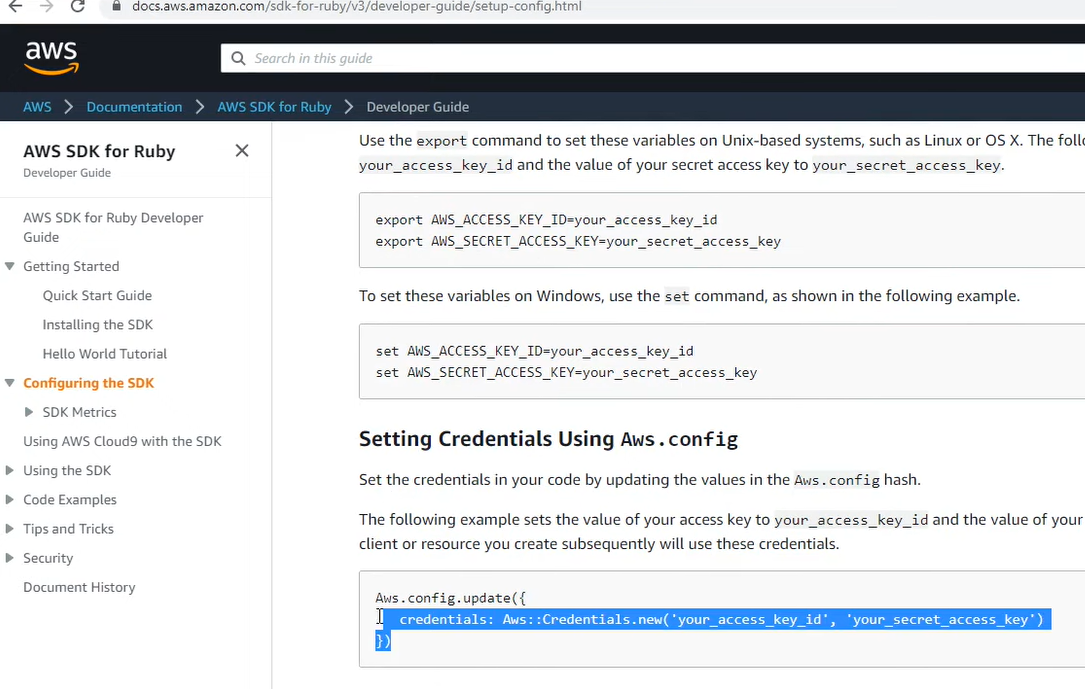 docs.aws.amazon.com/sdk-for-ruby/v3/developer-guide/setup-config.html
aws
Search in this guide
AWS
Documentation
AWS SDK for Ruby
Developer Guide
AWS SDK for Ruby
Developer Guide
AWS SDK for Ruby Developer
Guide
Getting Started
Quick Start Guide
Installing the SDK
Hello World Tutorial
Configuring the SDK
SDK Metrics
Using AWS Cloud9 with the SDK
Using the SDK
Code Examples
Tips and Tricks
Security
Document History
Use the export command to set these variables on Unix-based systems, such as Linux or OS X. The
your_access_key_id and the value of your secret access key to your_secret_access_key.
export AWS_ACCESS_KEY_ID=your_access_key_id
export AWS_SECRET_ACCESS_KEY=your_secret_access_key
To set these variables on Windows, use the set command, as shown in the following example.
set AWS_ACCESS_KEY_ID=your_access_key_id
set AWS_SECRET_ACCESS_KEY=your_secret_access_key
Setting Credentials Using Aws.config
Set the credentials in your code by updating the values in the Aws.config hash.
The following example sets the value of your access key to your_access_key_id and the value of your
client or resource you create subsequently will use these credentials.
Aws.config.update({
credentials: Aws::Credentials.new('your_access_key_id', 'your_secret_access_key')
})